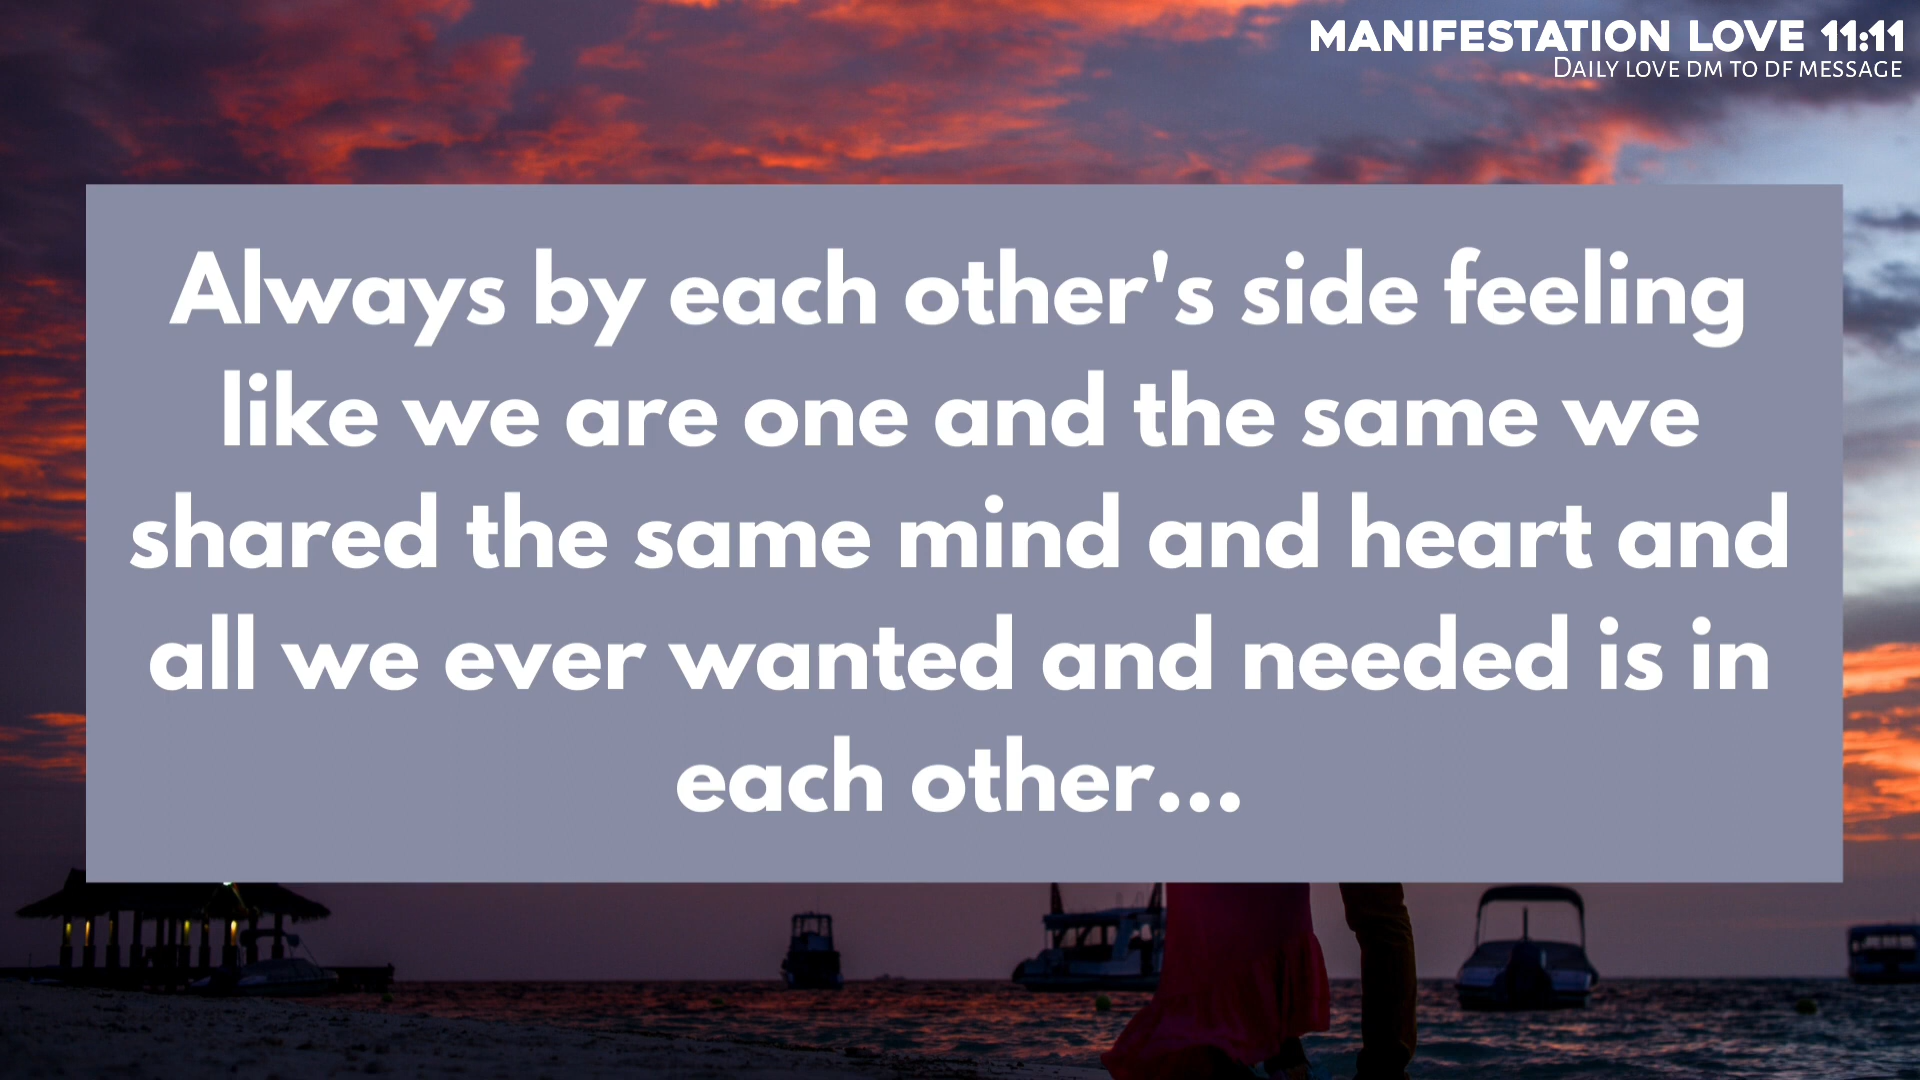 MANIFESTATION LOVE 11:11
DAILY LOVE DM TO DF MESSAGE
Always by each other's side feeling
like we are one and the same we
shared the same mind and heart and
all we ever wanted and needed is in
each other...